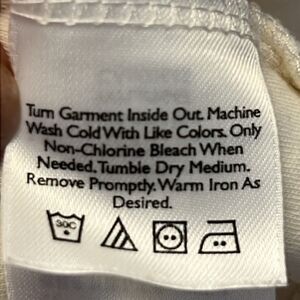 Turn Garment Inside Out. Machine
Wash Cold With Like Colors. Only
Non-Chlorine Bleach When
Needed. Tumble Dry Medium.
Remove Promptly. Warm Iron As
Desired.
30C